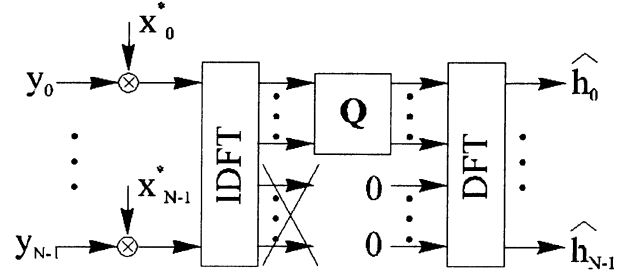 x*0
y0
IDFT
Q
DFT
ĥ0
x*N-1
0
0
yN-1
ĥN-1